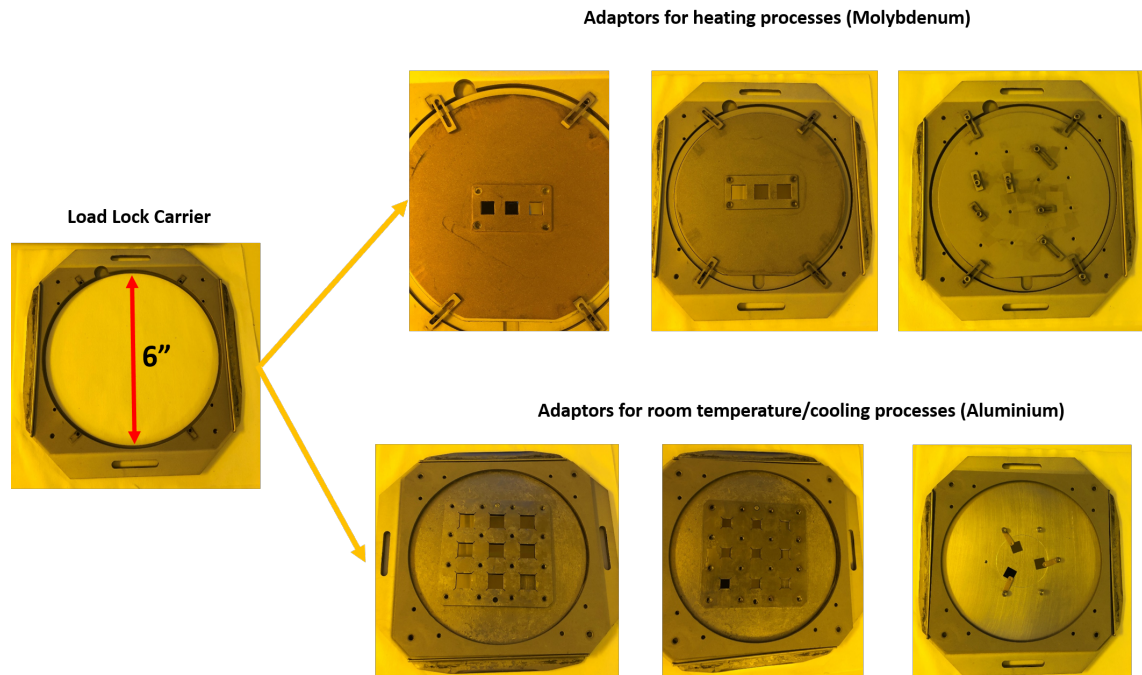 Adaptors for heating processes (Molybdenum)
Load Lock Carrier
6”
Adaptors for room temperature/cooling processes (Aluminium)